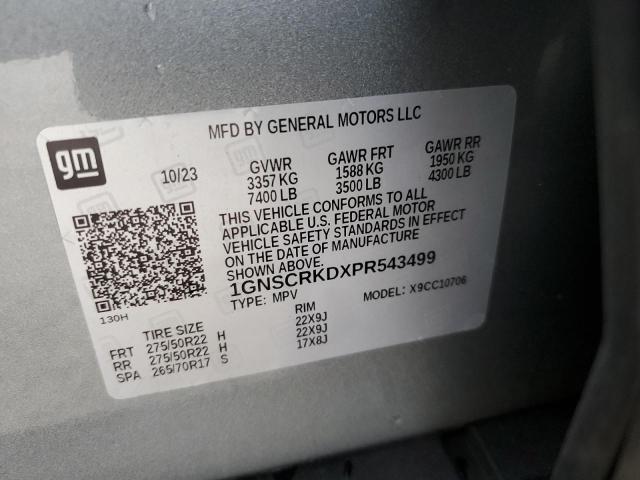 MFD BY GENERAL MOTORS LLC
gm
10/23 GVWR GAWR FRT GAWR RR
3357 KG 1588 KG 1950 KG
7400 LB 3500 LB 4300 LB
THIS VEHICLE CONFORMS TO ALL
APPLICABLE U.S. FEDERAL MOTOR
VEHICLE SAFETY STANDARDS IN EFFECT
ON THE DATE OF MANUFACTURE
SHOWN ABOVE.
1GNSCRKDXPR543499
TYPE: MPV MODEL: X9CC10706
130H
TIRE SIZE RIM
FRT 275/50R22 H 22X9J
RR 275/50R22 H 22X9J
SPA 265/70R17 S 17X8J